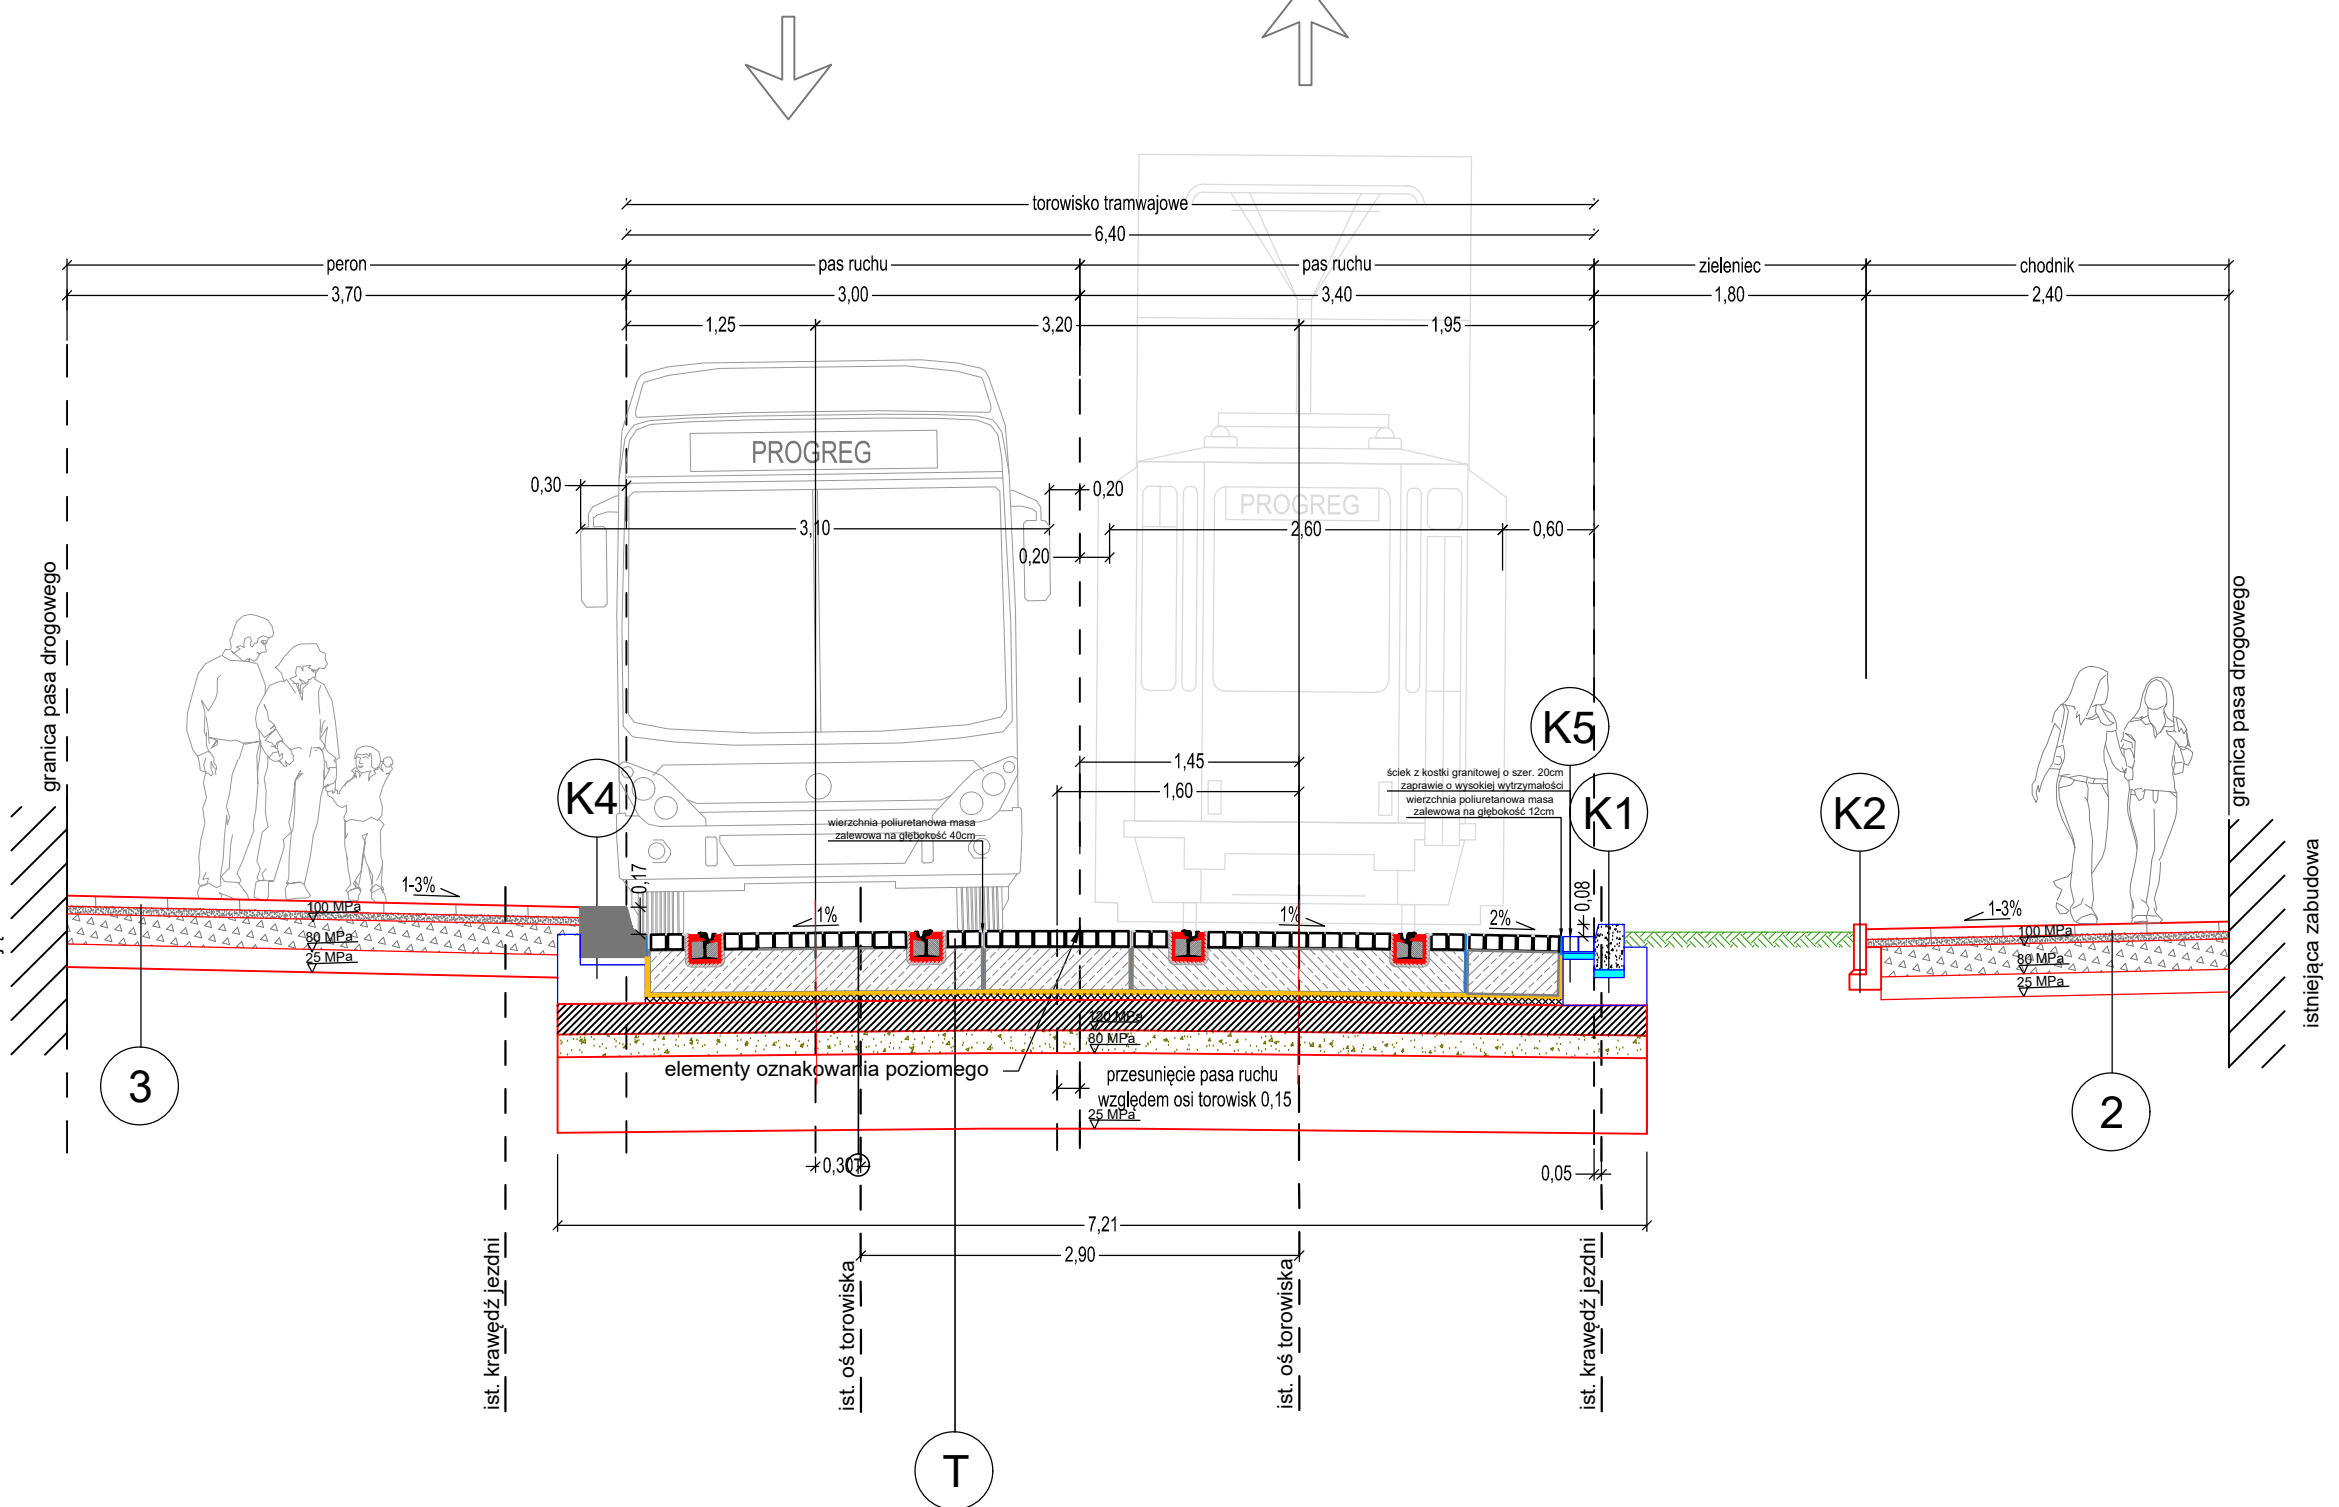 torowisko tramwajowe
6,40
peron
pas ruchu
pas ruchu
zieleniec
chodnik
3,70
3,00
3,40
1,80
2,40
1,25
3,20
1,95
PROGREG
PROGREG
0,30
0,20
3,10
2,60
0,60
0,20
granica pasa drogowego
granica pasa drogowego
istniejąca zabudowa
K5
1,45
ściek z kostki granitowej o szer. 20cm
zaprawie o wysokiej wytrzymałości
1,60
wierzchnia poliuretanowa masa
zalewowa na głębokość 12cm
K4
K1
K2
wierzchnia poliuretanowa masa
zalewowa na głębokość 40cm
0,17
0,08
1-3%
1%
1%
2%
1-3%
100 MPa
80 MPa
25 MPa
100 MPa
80 MPa
25 MPa
120 MPa
80 MPa
elementy oznakowania poziomego
przesunięcie pasa ruchu
względem osi torowisk 0,15
25 MPa
3
2
0,30
T
0,05
7,21
2,90
ist. krawędź jezdni
ist. oś torowiska
ist. oś torowiska
ist. krawędź jezdni
T